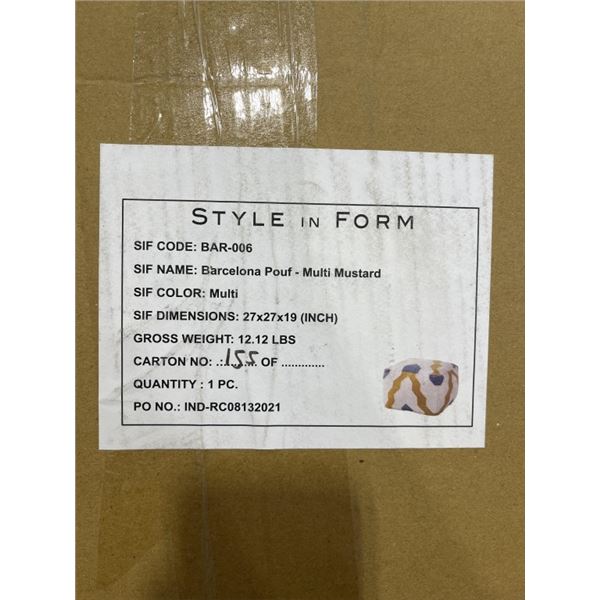 STYLE IN FORM
SIF CODE: BAR-006
SIF NAME: Barcelona Pouf - Multi Mustard
SIF COLOR: Multi
SIF DIMENSIONS: 27x27x19 (INCH)
GROSS WEIGHT: 12.12 LBS
CARTON NO: .:155.. OF .............
QUANTITY : 1 PC.
PO NO.: IND-RC08132021